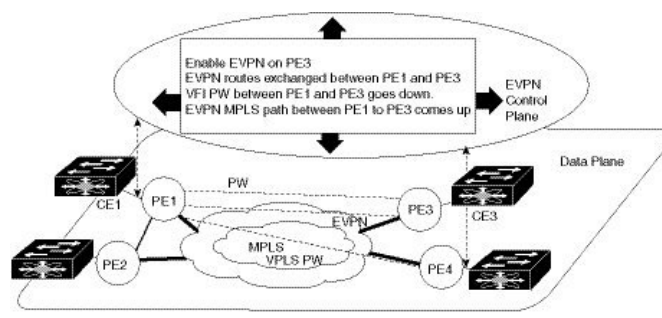 Enable EVPN on PE3
EVPN routes exchanged between PE1 and PE3
VFI PW between PE1 and PE3 goes down.
EVPN MPLS path between PE1 to PE3 comes up
EVPN
Control
Plane
Data Plane
PW
CE1
PE1
PE3
CE3
EVPN
MPLS
VPLS PW
PE2
PE4